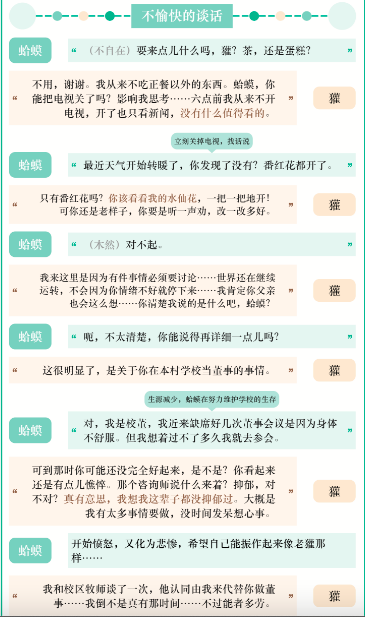 不愉快的谈话
蛤蟆
（不自在）要来点儿什么吗，獾？茶，还是蛋糕？
不用，谢谢。我从来不吃正餐以外的东西。蛤蟆，你
能把电视关了吗？影响我思考……六点前我从来不开
电视，开了也只看新闻，没有什么值得看的。
獾
立刻关掉电视，找话说
蛤蟆
最近天气开始转暖了，你发现了没有？番红花都开了。
只有番红花吗？你该看看我的水仙花，一把一把地开！
可你还是老样子，你要是听一声劝，改一改多好。
獾
蛤蟆
（木然）对不起。
我来这里是因为有件事情必须要讨论……世界还在继续
运转，不会因为你情绪不好就停下来……我肯定你父亲
也会这么想……你清楚我说的是什么吧，蛤蟆？
獾
蛤蟆
呃，不太清楚，你能说得再详细一点儿吗？
这很明显了，是关于你在本村学校当董事的事情。
獾
生源减少，蛤蟆在努力维护学校的生存
蛤蟆
对，我是校董，我近来缺席好几次董事会议是因为身体
不舒服。但我想着过不了多久我就去参会。
可到那时你可能还没完全好起来，是不是？你看起来
还是有点儿憔悴。那个咨询师说什么来着？抑郁，对
不对？真有意思，我想我这辈子都没抑郁过。大概是
我有太多事情要做，没时间发呆想心事。
獾
蛤蟆
开始愤怒，又化为悲惨，希望自己能振作起来像老獾那
样……
我和校区牧师谈了一次，他认同由我来代替你做董
事……我倒不是真有那时间……不过能者多劳。
獾